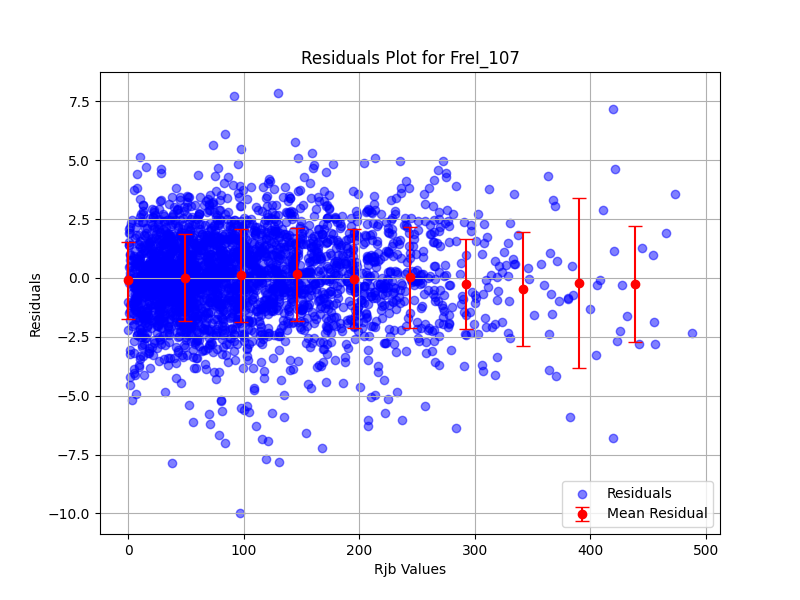 Residuals Plot for FreI_107
Residuals
7.5
5.0
2.5
0.0
−2.5
−5.0
−7.5
−10.0
0 100 200 300 400 500
Rjb Values
Residuals
Mean Residual